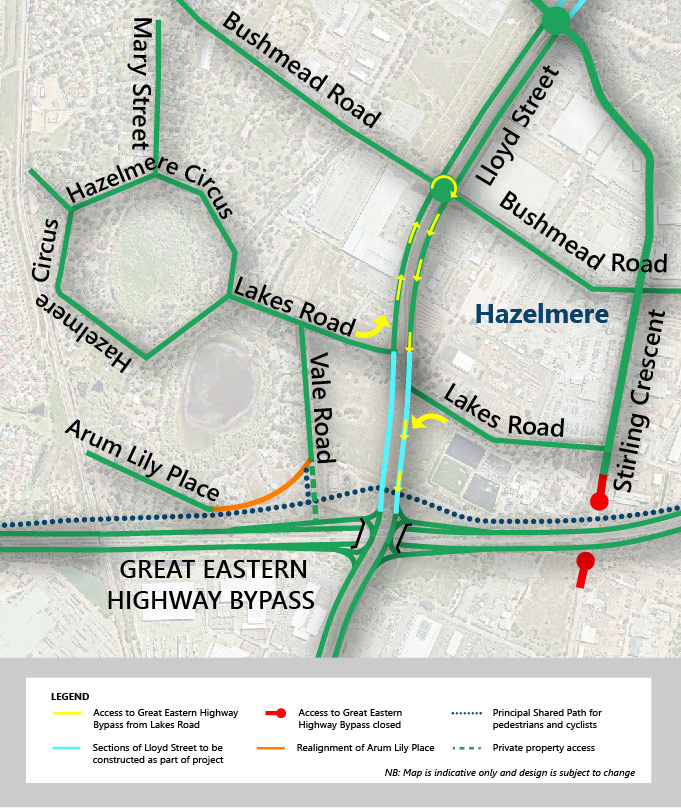 Mary Street
Bushmead Road
Lloyd Street
Hazelmere Circus
Bushmead Road
Hazelmere Circus
Lakes Road
Hazelmere
Vale Road
Lakes Road
Stirling Crescent
Arum Lily Place
GREAT EASTERN
HIGHWAY BYPASS
LEGEND
Access to Great Eastern Highway
Bypass from Lakes Road
Access to Great Eastern
Highway Bypass closed
Principal Shared Path for
pedestrians and cyclists
Sections of Lloyd Street to be
constructed as part of project
Realignment of Arum Lily Place
Private property access
NB: Map is indicative only and design is subject to change